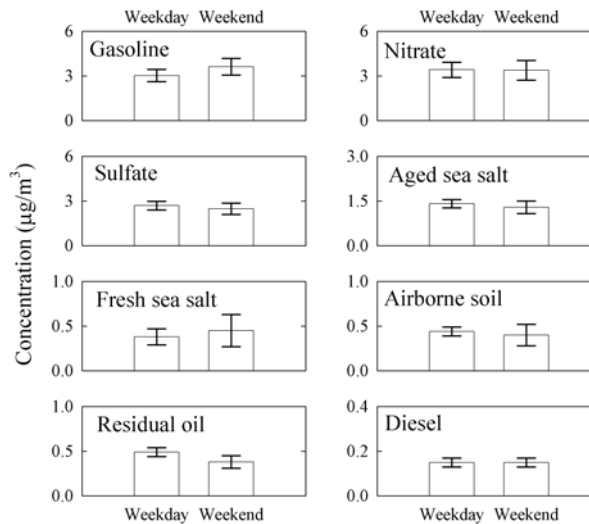 Weekday Weekend Weekday Weekend
Gasoline
6
3
0
Nitrate
6
3
0
Sulfate
6
3
0
Aged sea salt
3.0
1.5
0.0
Concentration (μg/m³)
Fresh sea salt
1.0
0.5
0.0
Airborne soil
1.0
0.5
0.0
Residual oil
1.0
0.5
0.0
Diesel
0.4
0.2
0.0
Weekday Weekend Weekday Weekend